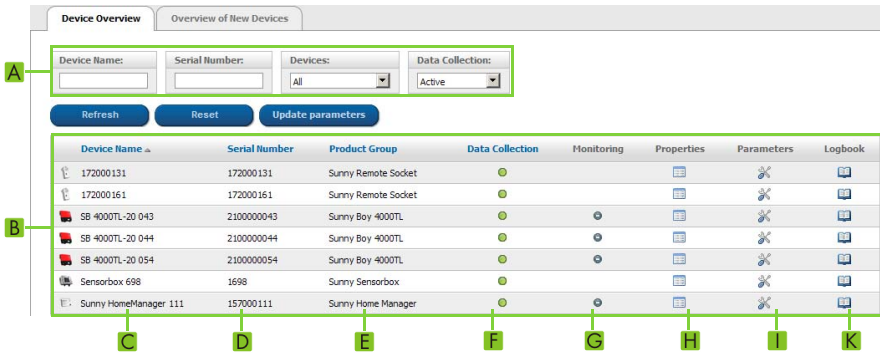 Device Overview Overview of New Devices
Device Name: Serial Number: Devices: Data Collection:
A
All Active
Refresh Reset Update parameters
Device Name Serial Number Product Group Data Collection Monitoring Properties Parameters Logbook
172000131 172000131 Sunny Remote Socket
172000161 172000161 Sunny Remote Socket
SB 4000TL-20 043 2100000043 Sunny Boy 4000TL
B
SB 4000TL-20 044 2100000044 Sunny Boy 4000TL
SB 4000TL-20 054 2100000054 Sunny Boy 4000TL
Sensorbox 698 1698 Sunny Sensorbox
Sunny HomeManager 111 157000111 Sunny Home Manager
C D E F G H I K